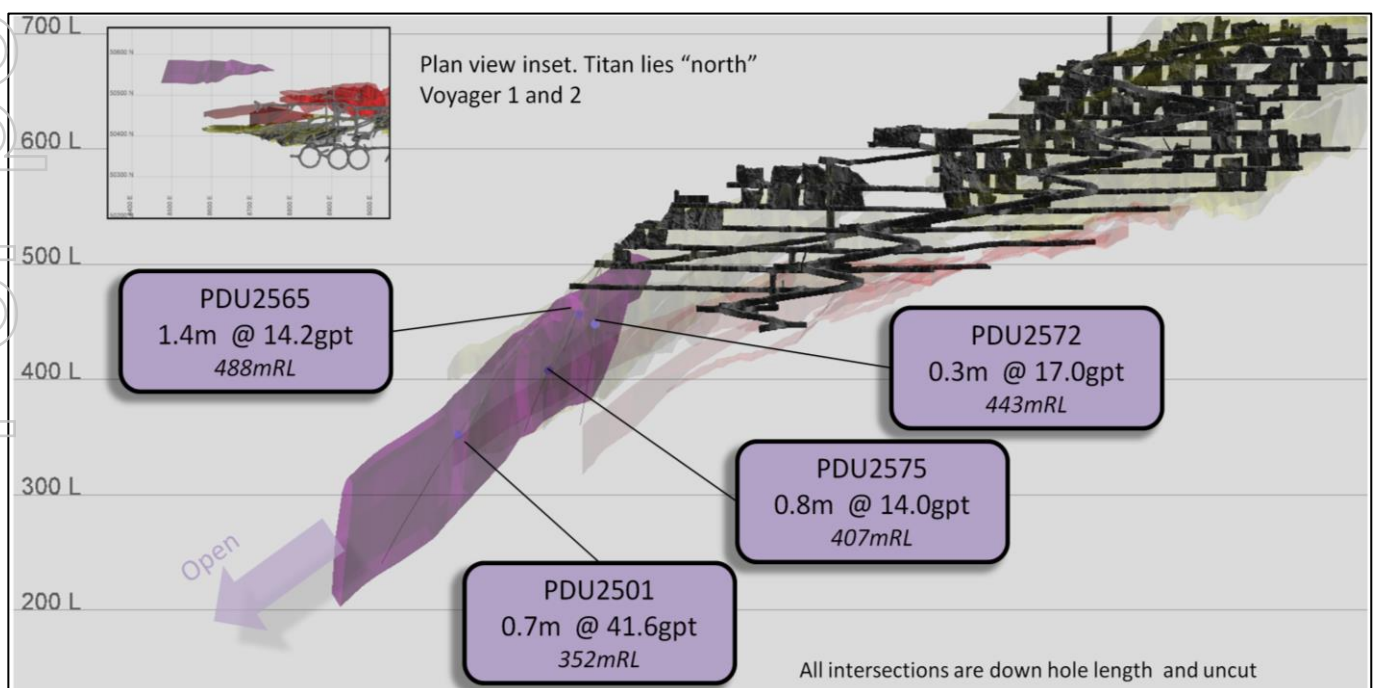 700 L
Plan view inset. Titan lies “north”
Voyager 1 and 2
600 L
500 L
PDU2565
1.4m @ 14.2gpt
488mRL
PDU2572
0.3m @ 17.0gpt
443mRL
400 L
PDU2575
0.8m @ 14.0gpt
407mRL
300 L
Open
PDU2501
0.7m @ 41.6gpt
352mRL
200 L
All intersections are down hole length and uncut